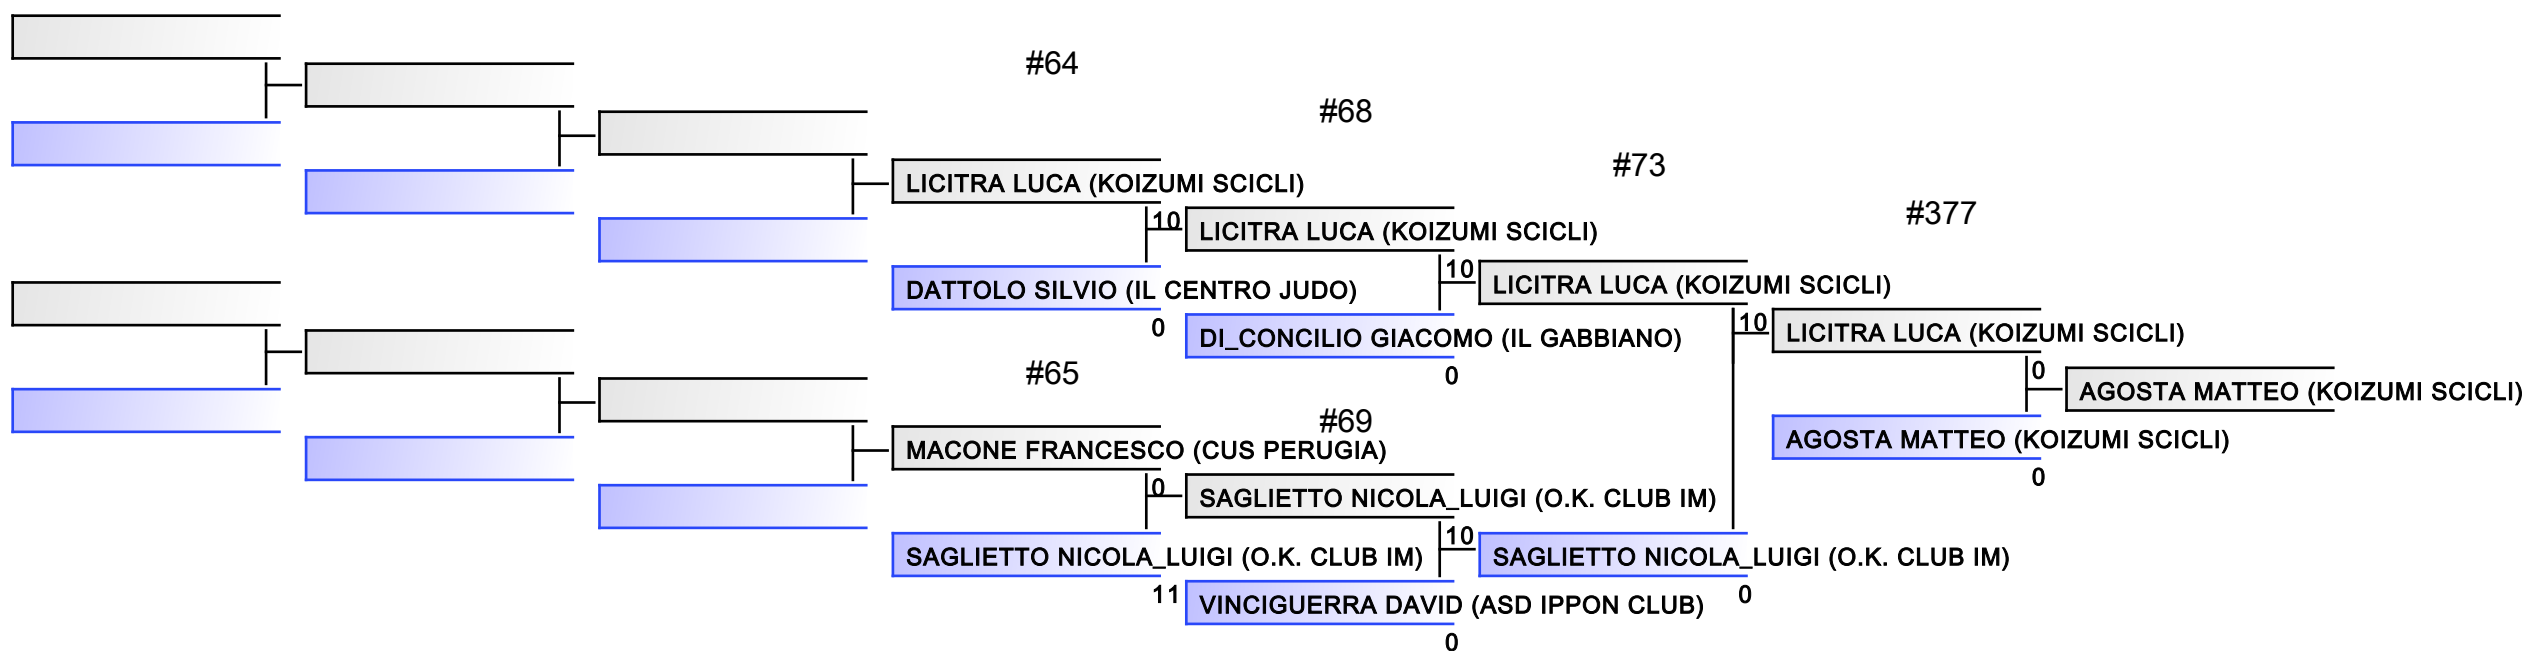 #64
#68
#73
LICITRA LUCA (KOIZUMI SCICLI)
#377
10
LICITRA LUCA (KOIZUMI SCICLI)
10
LICITRA LUCA (KOIZUMI SCICLI)
DATTOLO SILVIO (IL CENTRO JUDO)
0
10
LICITRA LUCA (KOIZUMI SCICLI)
DI_CONCILIO GIACOMO (IL GABBIANO)
0
#65
0
AGOSTA MATTEO (KOIZUMI SCICLI)
#69
AGOSTA MATTEO (KOIZUMI SCICLI)
0
MACONE FRANCESCO (CUS PERUGIA)
0
SAGLIETTO NICOLA_LUIGI (O.K. CLUB IM)
10
SAGLIETTO NICOLA_LUIGI (O.K. CLUB IM)
11
SAGLIETTO NICOLA_LUIGI (O.K. CLUB IM)
0
VINCIGUERRA DAVID (ASD IPPON CLUB)
0